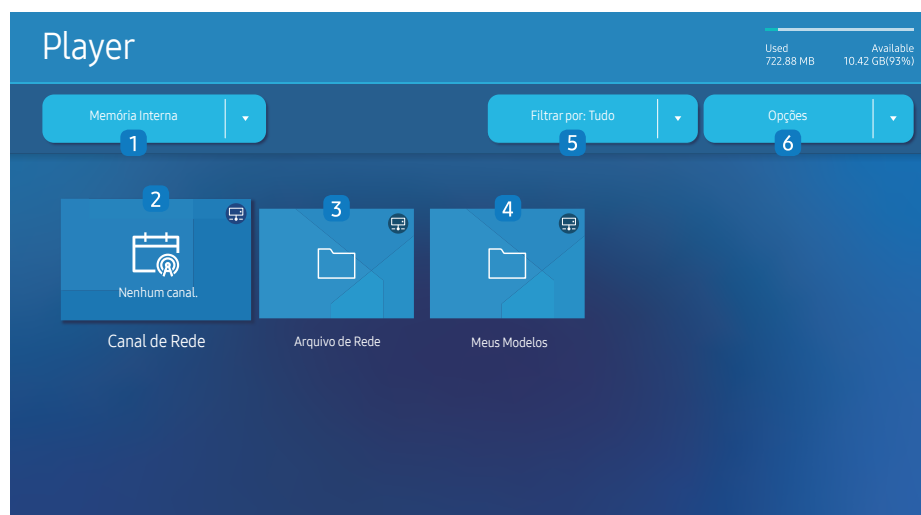 Player
Used Available
722.88 MB 10.42 GB(93%)
Memória Interna
Filtrar por: Tudo
Opções
1
5
6
2
3
4
Nenhum canal.
Canal de Rede
Arquivo de Rede
Meus Modelos